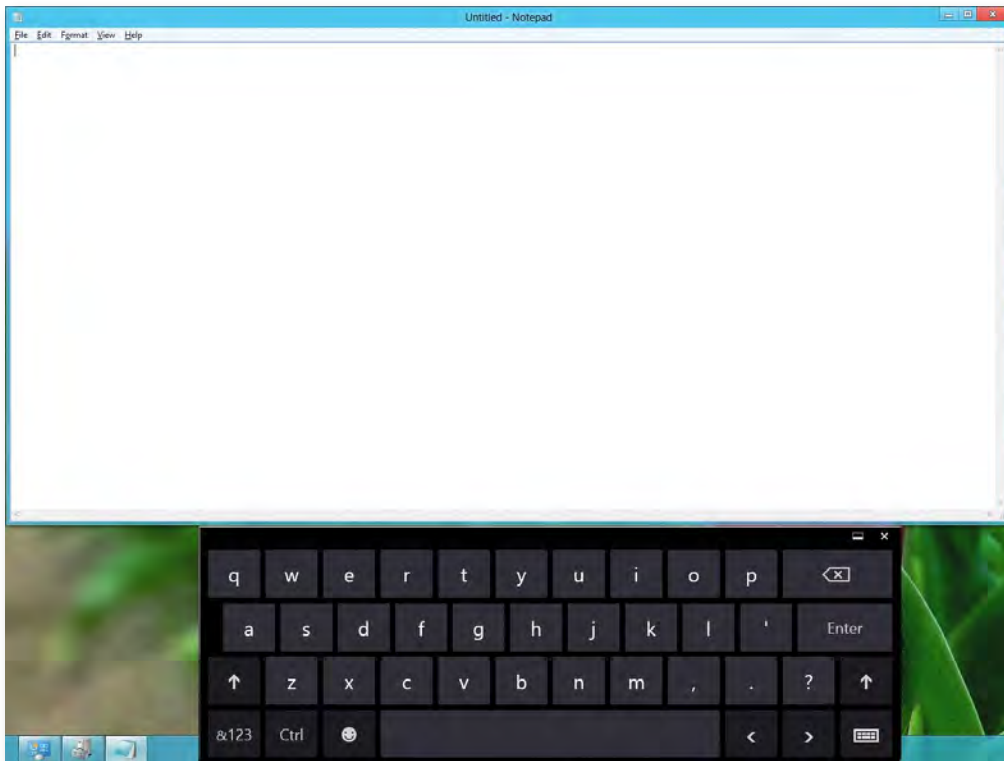 Untitled - Notepad
File Edit Format View Help
q w e r t y u i o p
a s d f g h j k l ' Enter
z x c v b n m , . ?
&123 Ctrl < >